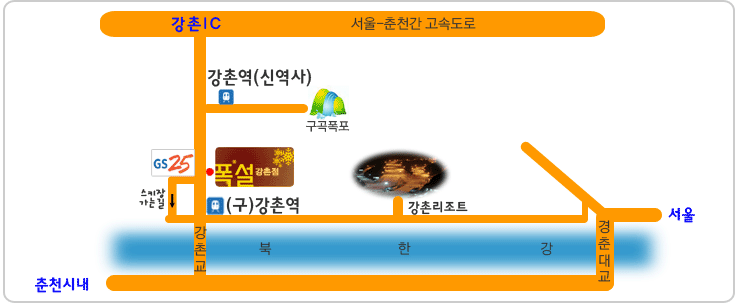 강촌IC
서울-춘천간 고속도로
강촌역(신역사)
구곡폭포
GS25
폭설 강촌점
스키장
가는길
(구)강촌역
강촌리조트
서울
강촌교
북 한 강
경춘대교
춘천시내